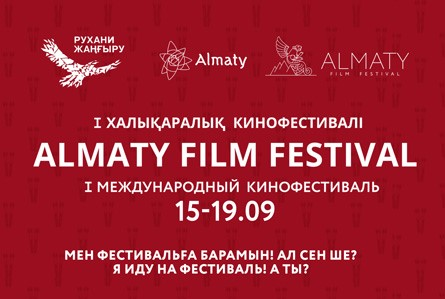 РУХАНИ
ЖАҢҒЫРУ
Almaty
ALMATY
FILM FESTIVAL
I ХАЛЫҚАРАЛЫҚ КИНОФЕСТИВАЛІ
ALMATY FILM FESTIVAL
I МЕЖДУНАРОДНЫЙ КИНОФЕСТИВАЛЬ
15-19.09
МЕН ФЕСТИВАЛЬҒА БАРАМЫН! АЛ СЕН ШЕ?
Я ИДУ НА ФЕСТИВАЛЬ! А ТЫ?